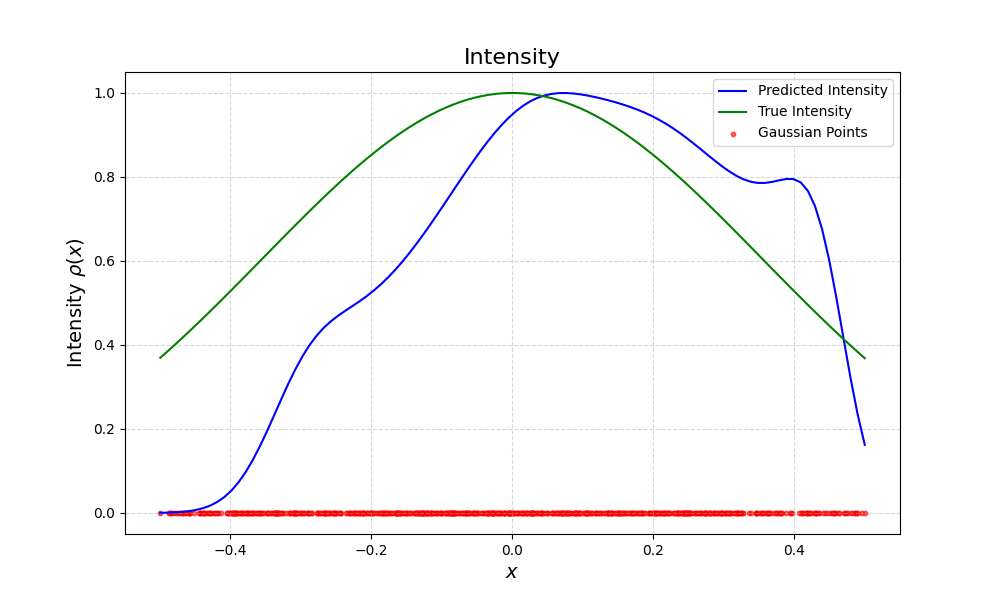 Intensity
Predicted Intensity
True Intensity
Gaussian Points
Intensity ρ(x)
1.0
0.8
0.6
0.4
0.2
0.0
−0.4
−0.2
0.0
0.2
0.4
x